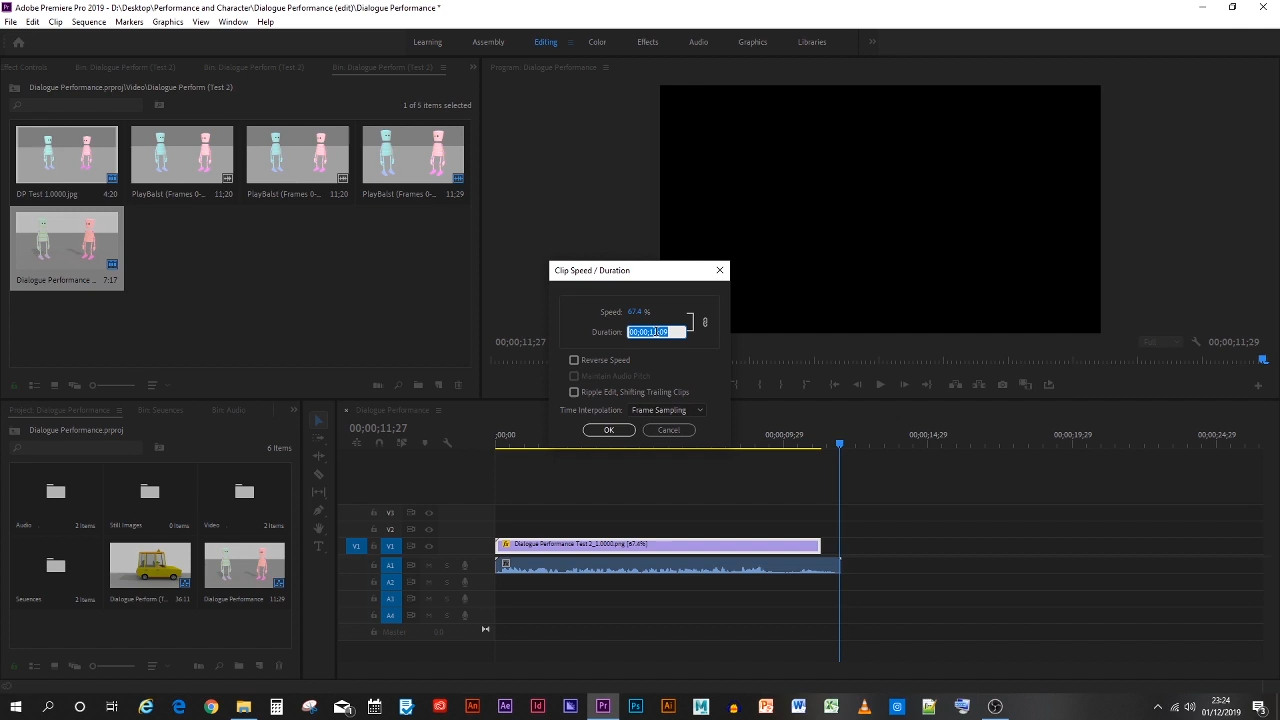 Adobe Premiere Pro 2019 - D:\Desktop\Performance and Character\Dialogue Performance (edit)\Dialogue Performance *
File Edit Clip Sequence Markers Graphics View Window Help
Learning Assembly Editing Color Effects Audio Graphics Libraries
Effect Controls Bin: Dialogue Perform (Test 2) Bin: Dialogue Perform (Test 2) Bin: Dialogue Perform (Test 2)
Program: Dialogue Performance
Dialogue Performance.prproj\Video\Dialogue Perform (Test 2)
1 of 5 items selected
DP Test 1.0000.jpg 4:20
PlayBalst (Frames 0-... 11;20
PlayBalst (Frames 0-... 11;20
PlayBalst (Frames 0-... 11;29
Dialogue Performance ... 7:17
Clip Speed / Duration
Speed: 67.4 %
Duration: 00;00;11;09
Reverse Speed
Maintain Audio Pitch
Ripple Edit, Shifting Trailing Clips
Time Interpolation: Frame Sampling
OK Cancel
00;00;11;27 Full 00;00;11;29
Project: Dialogue Performance Bin: Seuences Bin: Audio
Dialogue Performance.prproj
6 Items
Audio 2 Items
Still Images 0 Items
Video 2 Items
Seuences 2 Items
Dialogue Perform (T... 36:11
Dialogue Performance 11;29
Dialogue Performance
00;00;11;27
;00;00 00;00;09;29 00;00;14;29 00;00;19;29 00;00;24;29
V3
V2
V1 V1
Dialogue Performance Test 2_1.0000.png [67.4%]
A1 M S
A2 M S
A3 M S
A4 M S
Master 0.0
23:24
01/12/2019